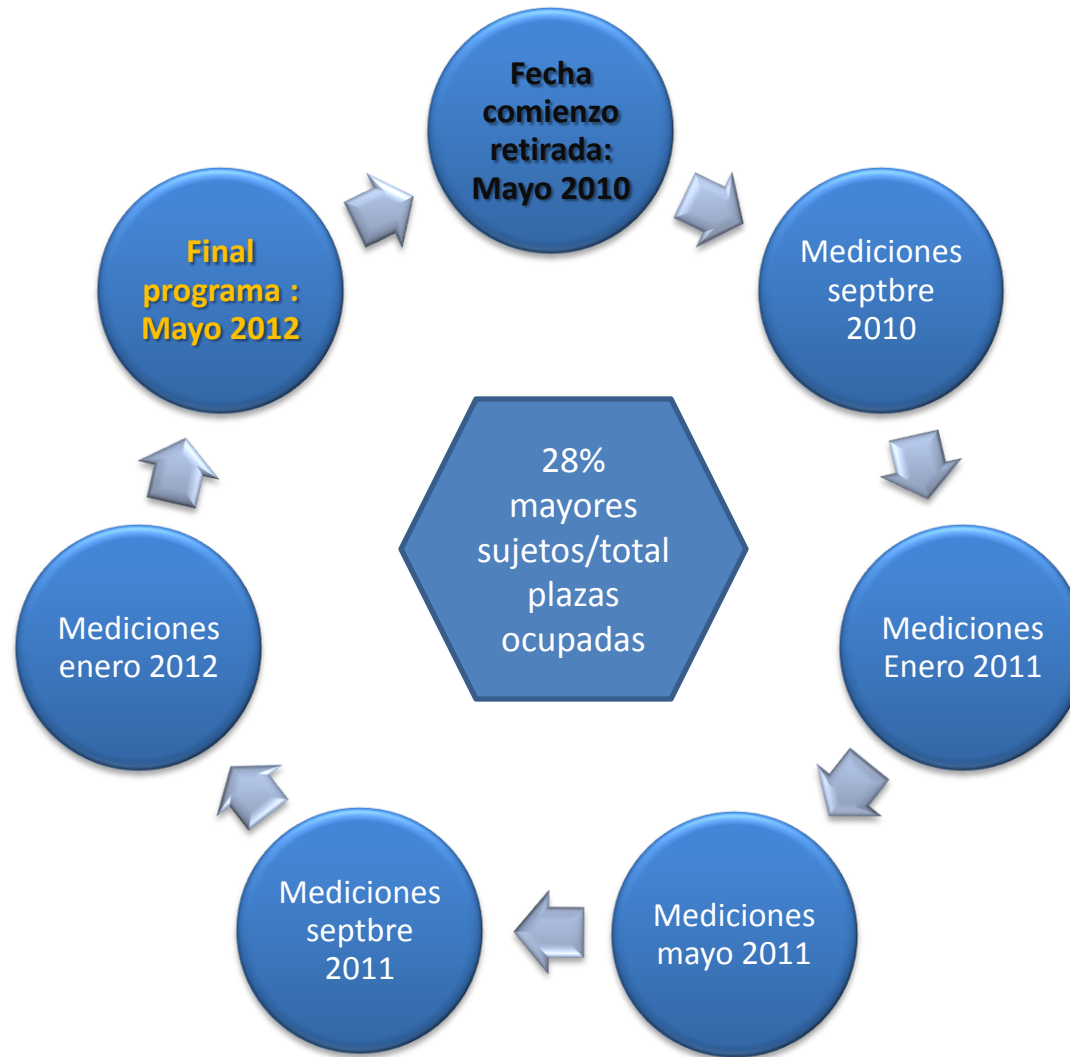 Fecha
comienzo
retirada:
Mayo 2010
Mediciones
septbre
2010
Mediciones
Enero 2011
Mediciones
mayo 2011
Mediciones
septbre
2011
Mediciones
enero 2012
Final
programa :
Mayo 2012
28%
mayores
sujetos/total
plazas
ocupadas